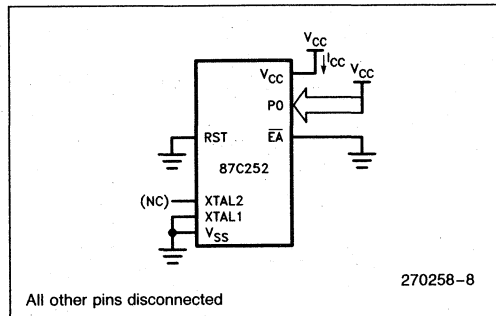 VCC
ICC
VCC
VCC
P0
RST
EA
87C252
(NC)
XTAL2
XTAL1
VSS
270258-8
All other pins disconnected